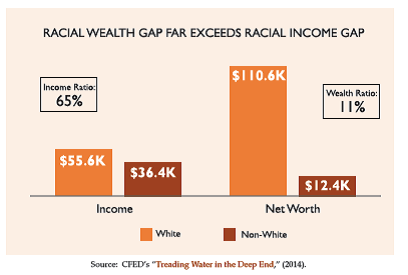 RACIAL WEALTH GAP FAR EXCEEDS RACIAL INCOME GAP
Income Ratio:
65%
$110.6K
Wealth Ratio:
11%
$55.6K
$36.4K
$12.4K
Income
Net Worth
White
Non-White
Source: CFED's "Treading Water in the Deep End," (2014).